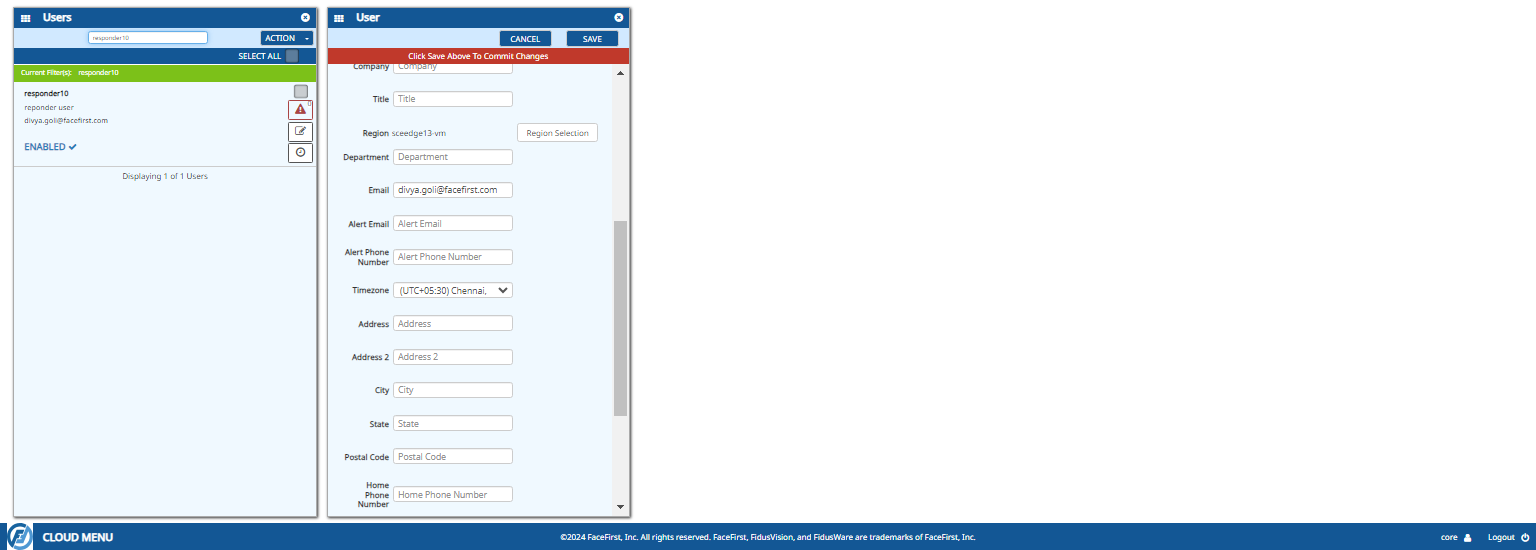 Users
responder10
ACTION
SELECT ALL
Current Filter(s): responder10
responder10
reponder user
divya.goli@facefirst.com
ENABLED
Displaying 1 of 1 Users
User
CANCEL
SAVE
Click Save Above To Commit Changes
Company Company
Title Title
Region sceedge13-vm Region Selection
Department Department
Email divya.goli@facefirst.com
Alert Email Alert Email
Alert Phone
Number
Alert Phone Number
Timezone (UTC+05:30) Chennai,
Address Address
Address 2 Address 2
City City
State State
Postal Code Postal Code
Home
Phone
Number
Home Phone Number
CLOUD MENU
©2024 FaceFirst, Inc. All rights reserved. FaceFirst, FidusVision, and FidusWare are trademarks of FaceFirst, Inc.
core
Logout